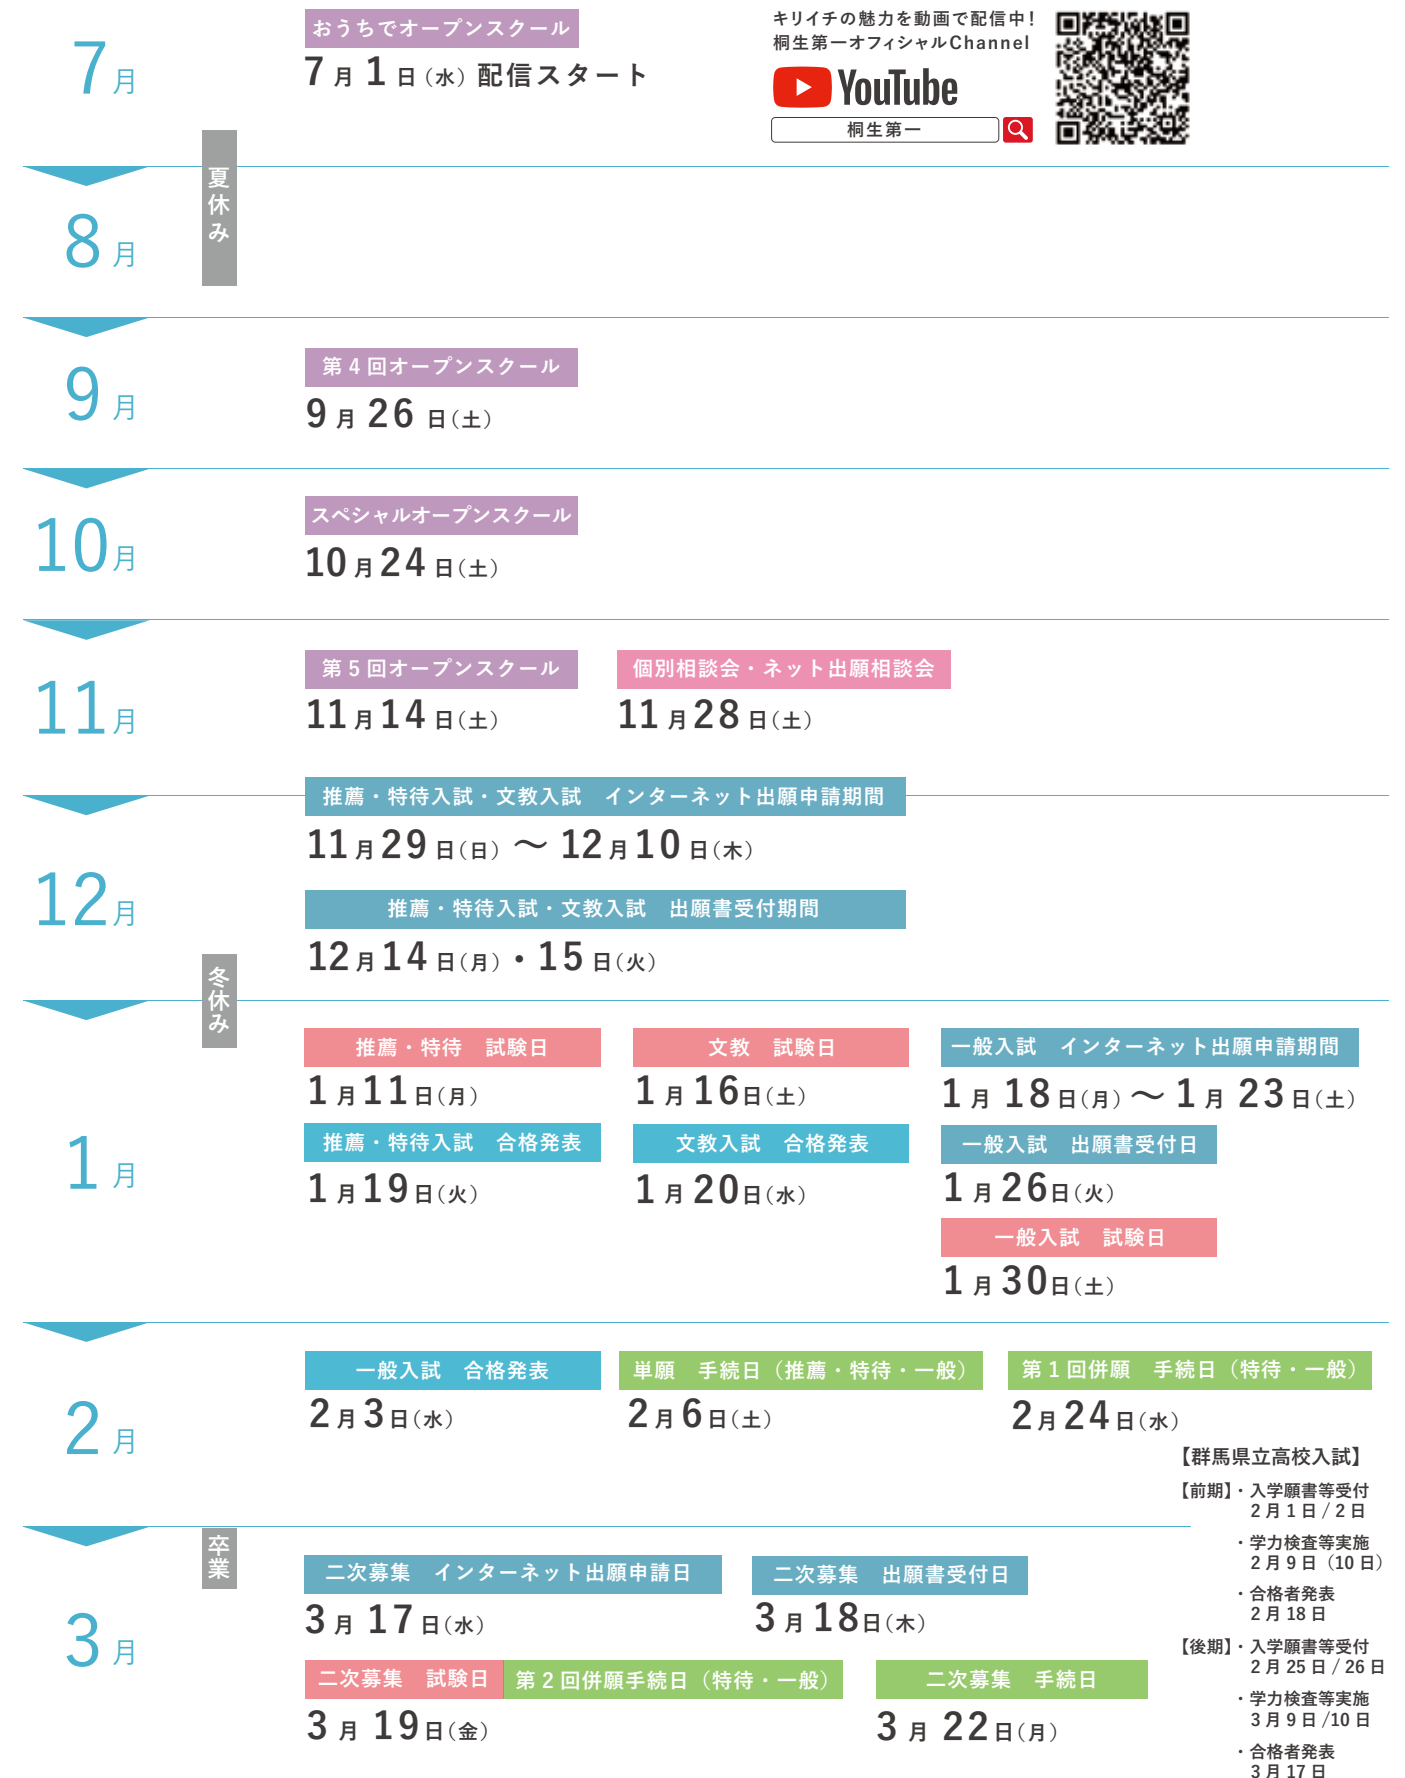 7月
おうちでオープンスクール
7月1日（水）配信スタート
キリイチの魅力を動画で配信中！
桐生第一オフィシャルChannel
YouTube
桐生第一
夏休み
8月
9月
第4回オープンスクール
9月26日（土）
10月
スペシャルオープンスクール
10月24日（土）
11月
第5回オープンスクール
11月14日（土）
個別相談会・ネット出願相談会
11月28日（土）
12月
推薦・特待入試・文教入試　インターネット出願申請期間
11月29日（日）～12月10日（木）
推薦・特待入試・文教入試　出願書受付期間
12月14日（月）・15日（火）
冬休み
1月
推薦・特待　試験日
1月11日（月）
推薦・特待入試　合格発表
1月19日（火）
文教　試験日
1月16日（土）
文教入試　合格発表
1月20日（水）
一般入試　インターネット出願申請期間
1月18日（月）～1月23日（土）
一般入試　出願書受付日
1月26日（火）
一般入試　試験日
1月30日（土）
2月
一般入試　合格発表
2月3日（水）
単願　手続日（推薦・特待・一般）
2月6日（土）
第1回併願　手続日（特待・一般）
2月24日（水）
卒業
3月
二次募集　インターネット出願申請日
3月17日（水）
二次募集　出願書受付日
3月18日（木）
二次募集　試験日
第2回併願手続日（特待・一般）
3月19日（金）
二次募集　手続日
3月22日（月）
【群馬県立高校入試】
【前期】・入学願書等受付
2月1日/2日
・学力検査等実施
2月9日（10日）
・合格者発表
2月18日
【後期】・入学願書等受付
2月25日/26日
・学力検査等実施
3月9日/10日
・合格者発表
3月17日